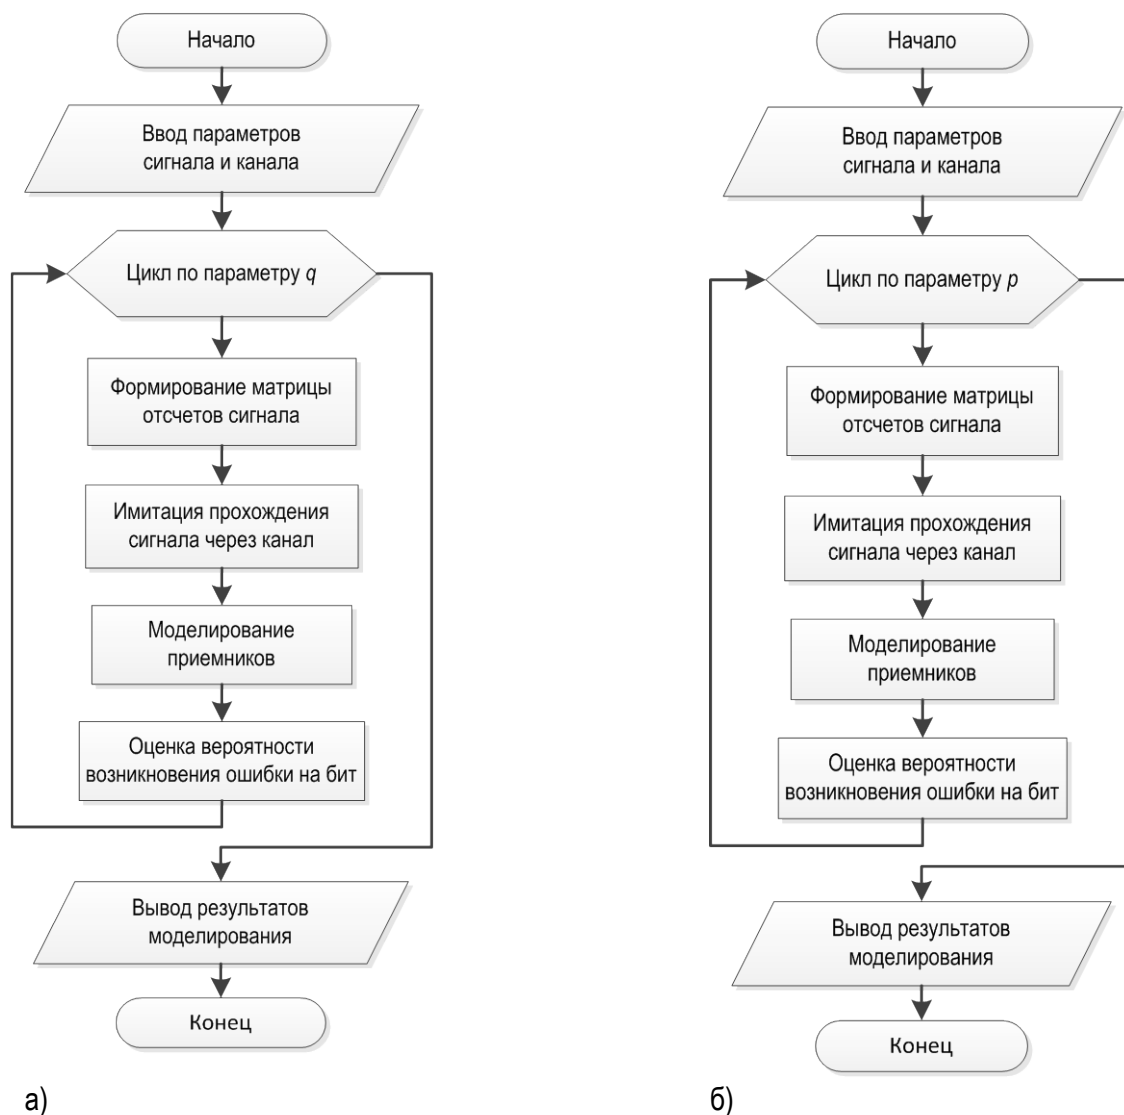 Начало
Ввод параметров
сигнала и канала
Цикл по параметру q
Формирование матрицы
отсчетов сигнала
Имитация прохождения
сигнала через канал
Моделирование
приемников
Оценка вероятности
возникновения ошибки на бит
Вывод результатов
моделирования
Конец
а)
Начало
Ввод параметров
сигнала и канала
Цикл по параметру p
Формирование матрицы
отсчетов сигнала
Имитация прохождения
сигнала через канал
Моделирование
приемников
Оценка вероятности
возникновения ошибки на бит
Вывод результатов
моделирования
Конец
б)